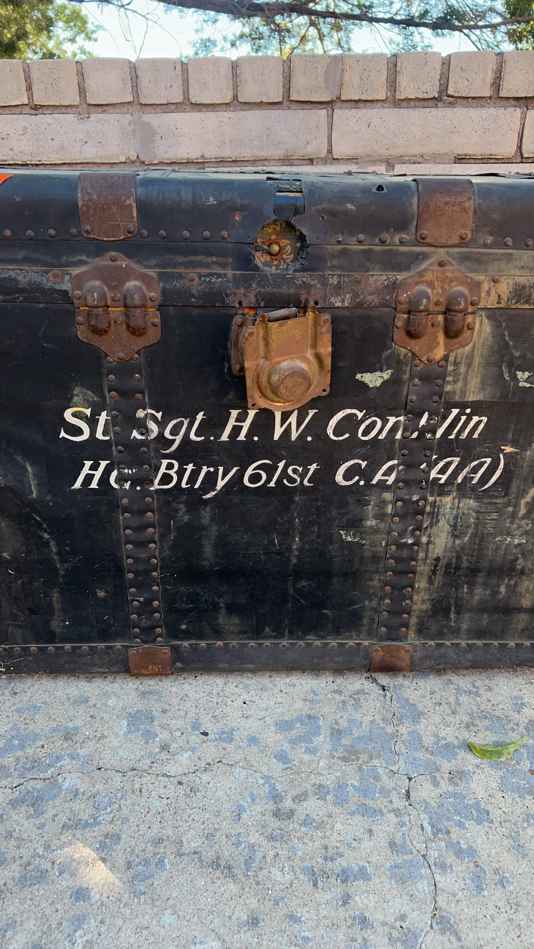 St Sgt. H. W. Conklin
Hq. Btry 61st C.A. (AA)